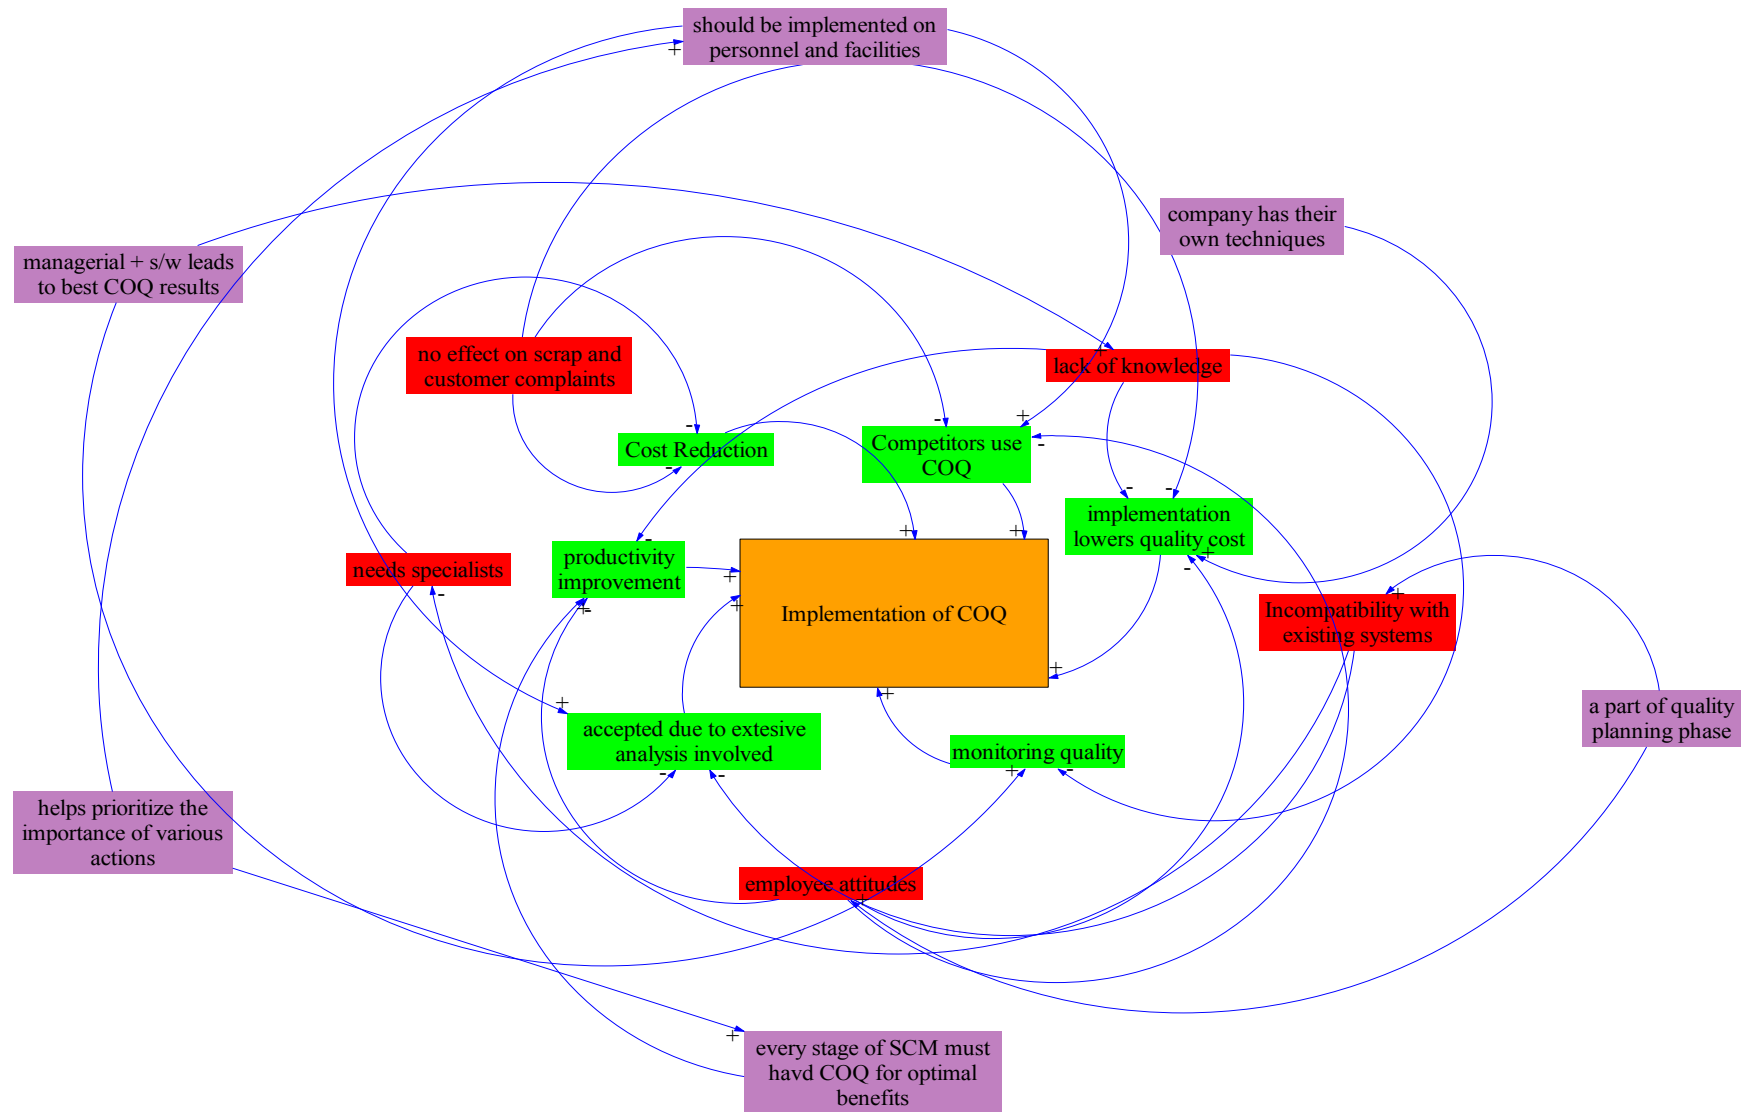 should be implemented on
personnel and facilities
+
company has their
own techniques
managerial + s/w leads
to best COQ results
no effect on scrap and
customer complaints
+
lack of knowledge
-
-
+
-
Cost Reduction
-
Competitors use
COQ
-
-
implementation
lowers quality cost
+
-
+
+
-
productivity
improvement
+
-
needs specialists
-
+
+
Implementation of COQ
+
+
Incompatibility with
existing systems
+
+
accepted due to extesive
analysis involved
-
-
monitoring quality
+
-
a part of quality
planning phase
helps prioritize the
importance of various
actions
employee attitudes
+
+
every stage of SCM must
havd COQ for optimal
benefits